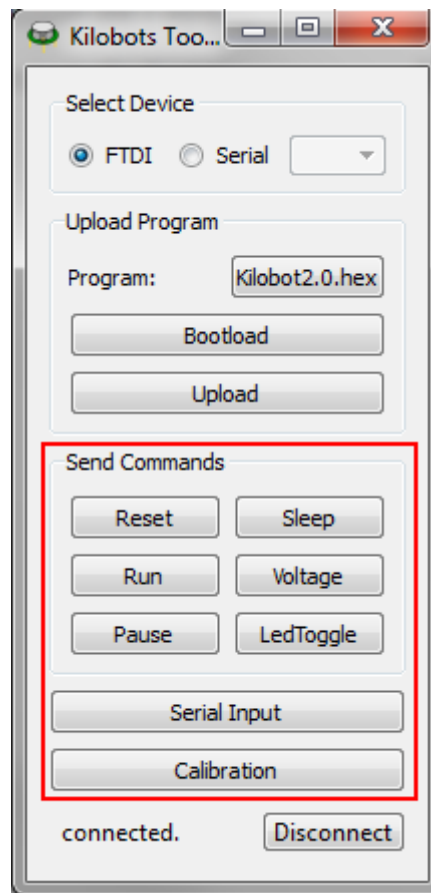 Kilobots Too...
Select Device
FTDI Serial
Upload Program
Program: Kilobot2.0.hex
Bootload
Upload
Send Commands
Reset Sleep
Run Voltage
Pause LedToggle
Serial Input
Calibration
connected. Disconnect